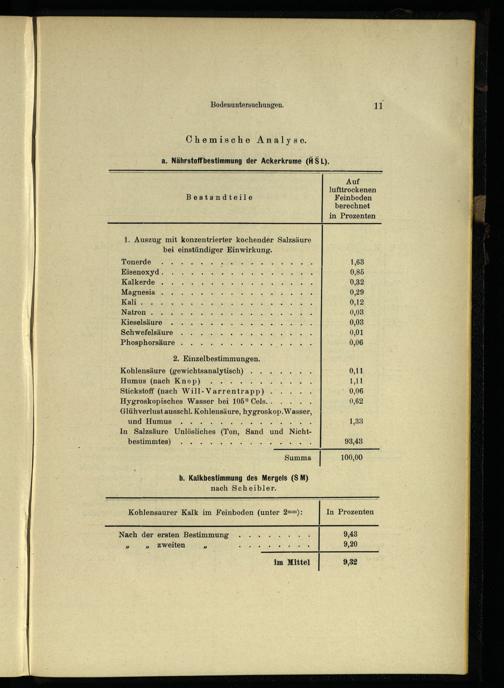 Bodenuntersuchungen. 11
Chemische Analyse.
a. Nährstoffbestimmung der Ackerkrume (H̆ S̆ L).
Bestandteile
Auf
lufttrockenen
Feinboden
berechnet
in Prozenten
1. Auszug mit konzentrierter kochender Salzsäure
bei einstündiger Einwirkung.
Tonerde . . . . . . . . . . . . . . . . 1,63
Eisenoxyd . . . . . . . . . . . . . . . . 0,85
Kalkerde . . . . . . . . . . . . . . . . 0,32
Magnesia . . . . . . . . . . . . . . . . 0,29
Kali . . . . . . . . . . . . . . . . 0,12
Natron . . . . . . . . . . . . . . . . 0,03
Kieselsäure . . . . . . . . . . . . . . 0,03
Schwefelsäure . . . . . . . . . . . . . 0,01
Phosphorsäure . . . . . . . . . . . . . 0,06
2. Einzelbestimmungen.
Kohlensäure (gewichtsanalytisch) . . . . . . 0,11
Humus (nach Knop) . . . . . . . . . . 1,11
Stickstoff (nach Will-Varrentrapp) . . . . . 0,06
Hygroskopisches Wasser bei 105° Cels. . . . . . 0,62
Glühverlust ausschl. Kohlensäure, hygroskop. Wasser,
und Humus . . . . . . . . . . . . . 1,33
In Salzsäure Unlösliches (Ton, Sand und Nicht-
bestimmtes) . . . . . . . . . . . . . 93,43
Summa 100,00
b. Kalkbestimmung des Mergels (SM)
nach Scheibler.
Kohlensaurer Kalk im Feinboden (unter 2mm): In Prozenten
Nach der ersten Bestimmung . . . . . . . . 9,43
„ „ zweiten „ . . . . . . . . 9,20
im Mittel 9,32